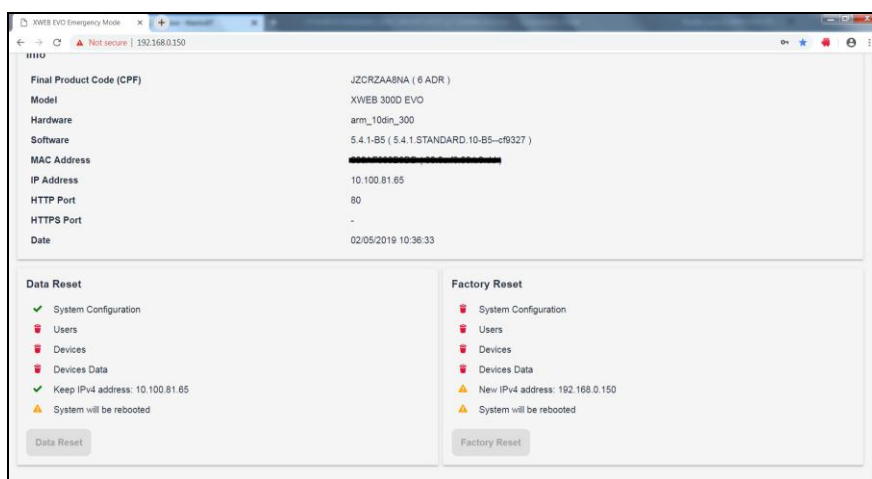 XWEB EVO Emergency Mode
Not secure | 192.168.0.150
Info
Final Product Code (CPF) JZCRZAA8NA ( 6 ADR )
Model XWEB 300D EVO
Hardware arm_10din_300
Software 5.4.1-B5 ( 5.4.1.STANDARD.10-B5--cf9327 )
MAC Address
IP Address 10.100.81.65
HTTP Port 80
HTTPS Port -
Date 02/05/2019 10:36:33
Data Reset
System Configuration
Users
Devices
Devices Data
Keep IPv4 address: 10.100.81.65
System will be rebooted
Data Reset
Factory Reset
System Configuration
Users
Devices
Devices Data
New IPv4 address: 192.168.0.150
System will be rebooted
Factory Reset